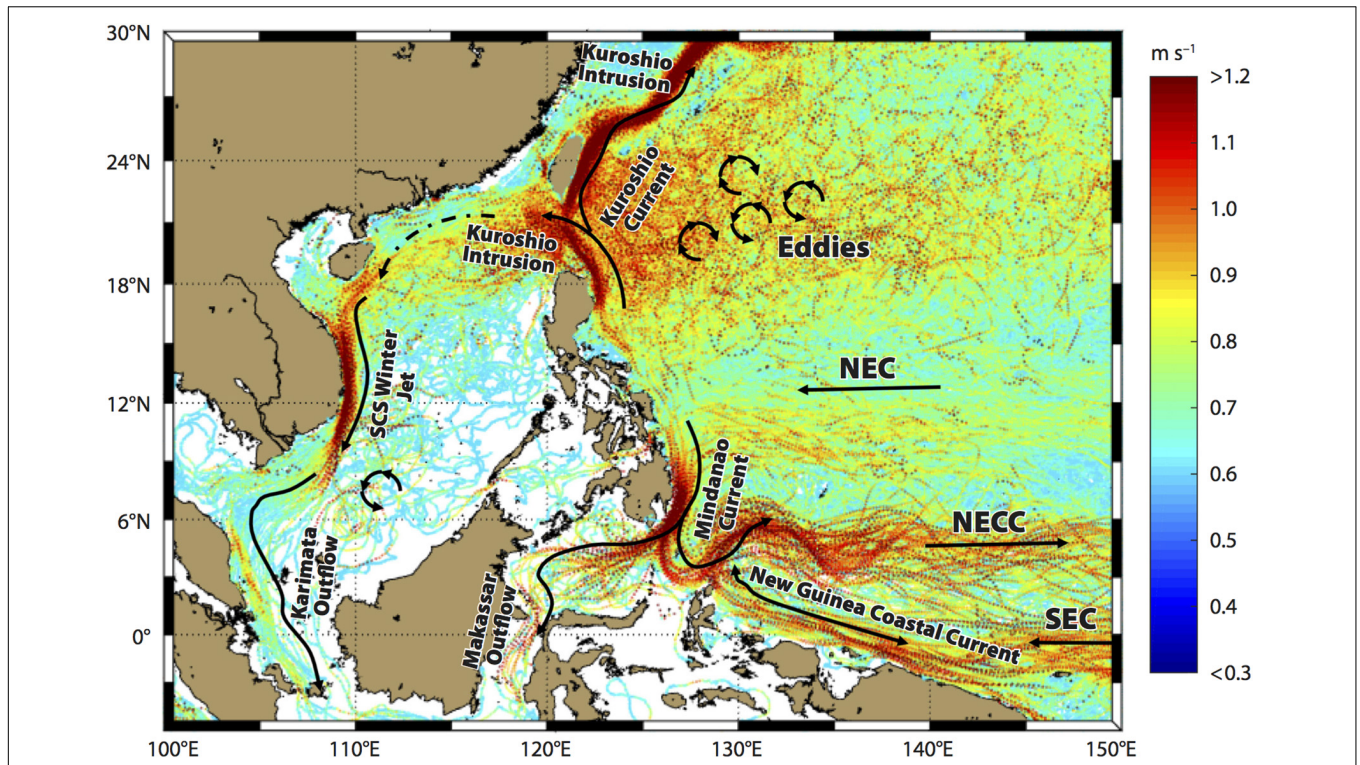 30°N
24°N
18°N
12°N
6°N
0°
100°E
110°E
120°E
130°E
140°E
150°E
Kuroshio
Intrusion
Kuroshio
Current
Eddies
Kuroshio
Intrusion
SCS Winter
Jet
NEC
Mindanao
Current
NECC
Karimata
Outflow
Makassar
Outflow
New Guinea Coastal Current
SEC
m s⁻¹
>1.2
1.1
1.0
0.9
0.8
0.7
0.6
0.5
0.4
<0.3